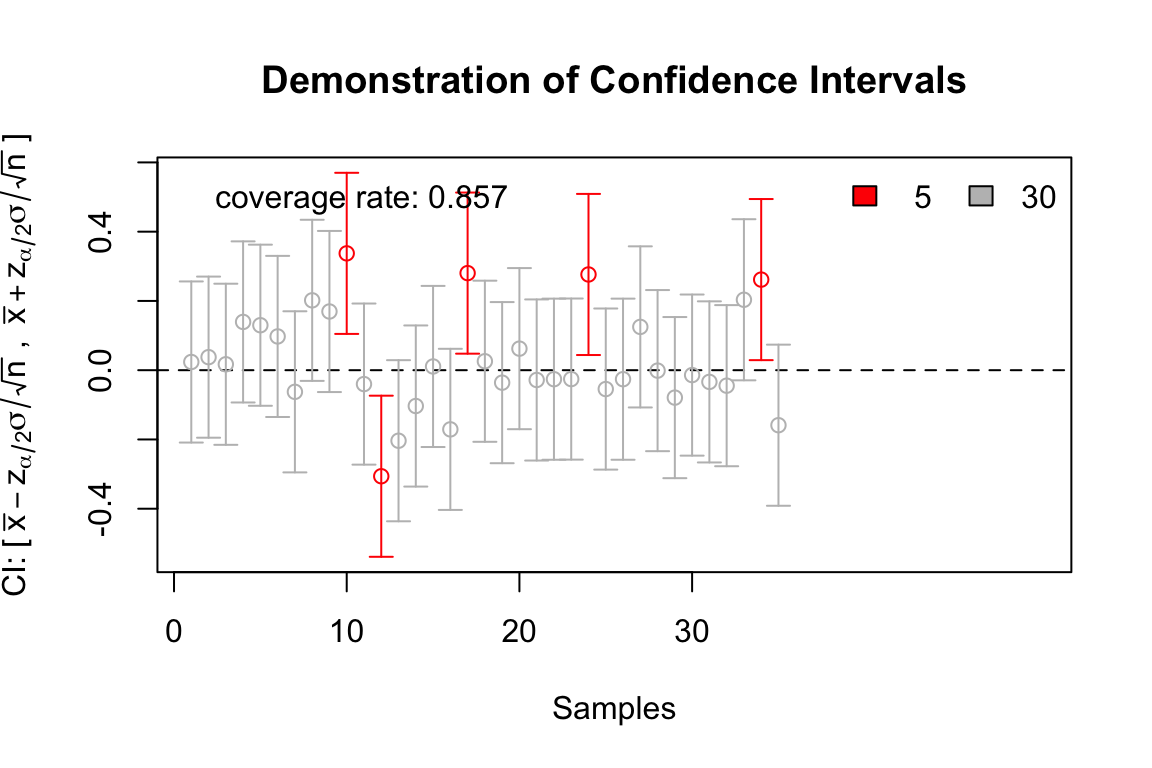 Demonstration of Confidence Intervals
CI: [ x̅ − zα/2σ/√n , x̅ + zα/2σ/√n ]
0.4
0.0
-0.4
coverage rate: 0.857
5
30
0 10 20 30
Samples